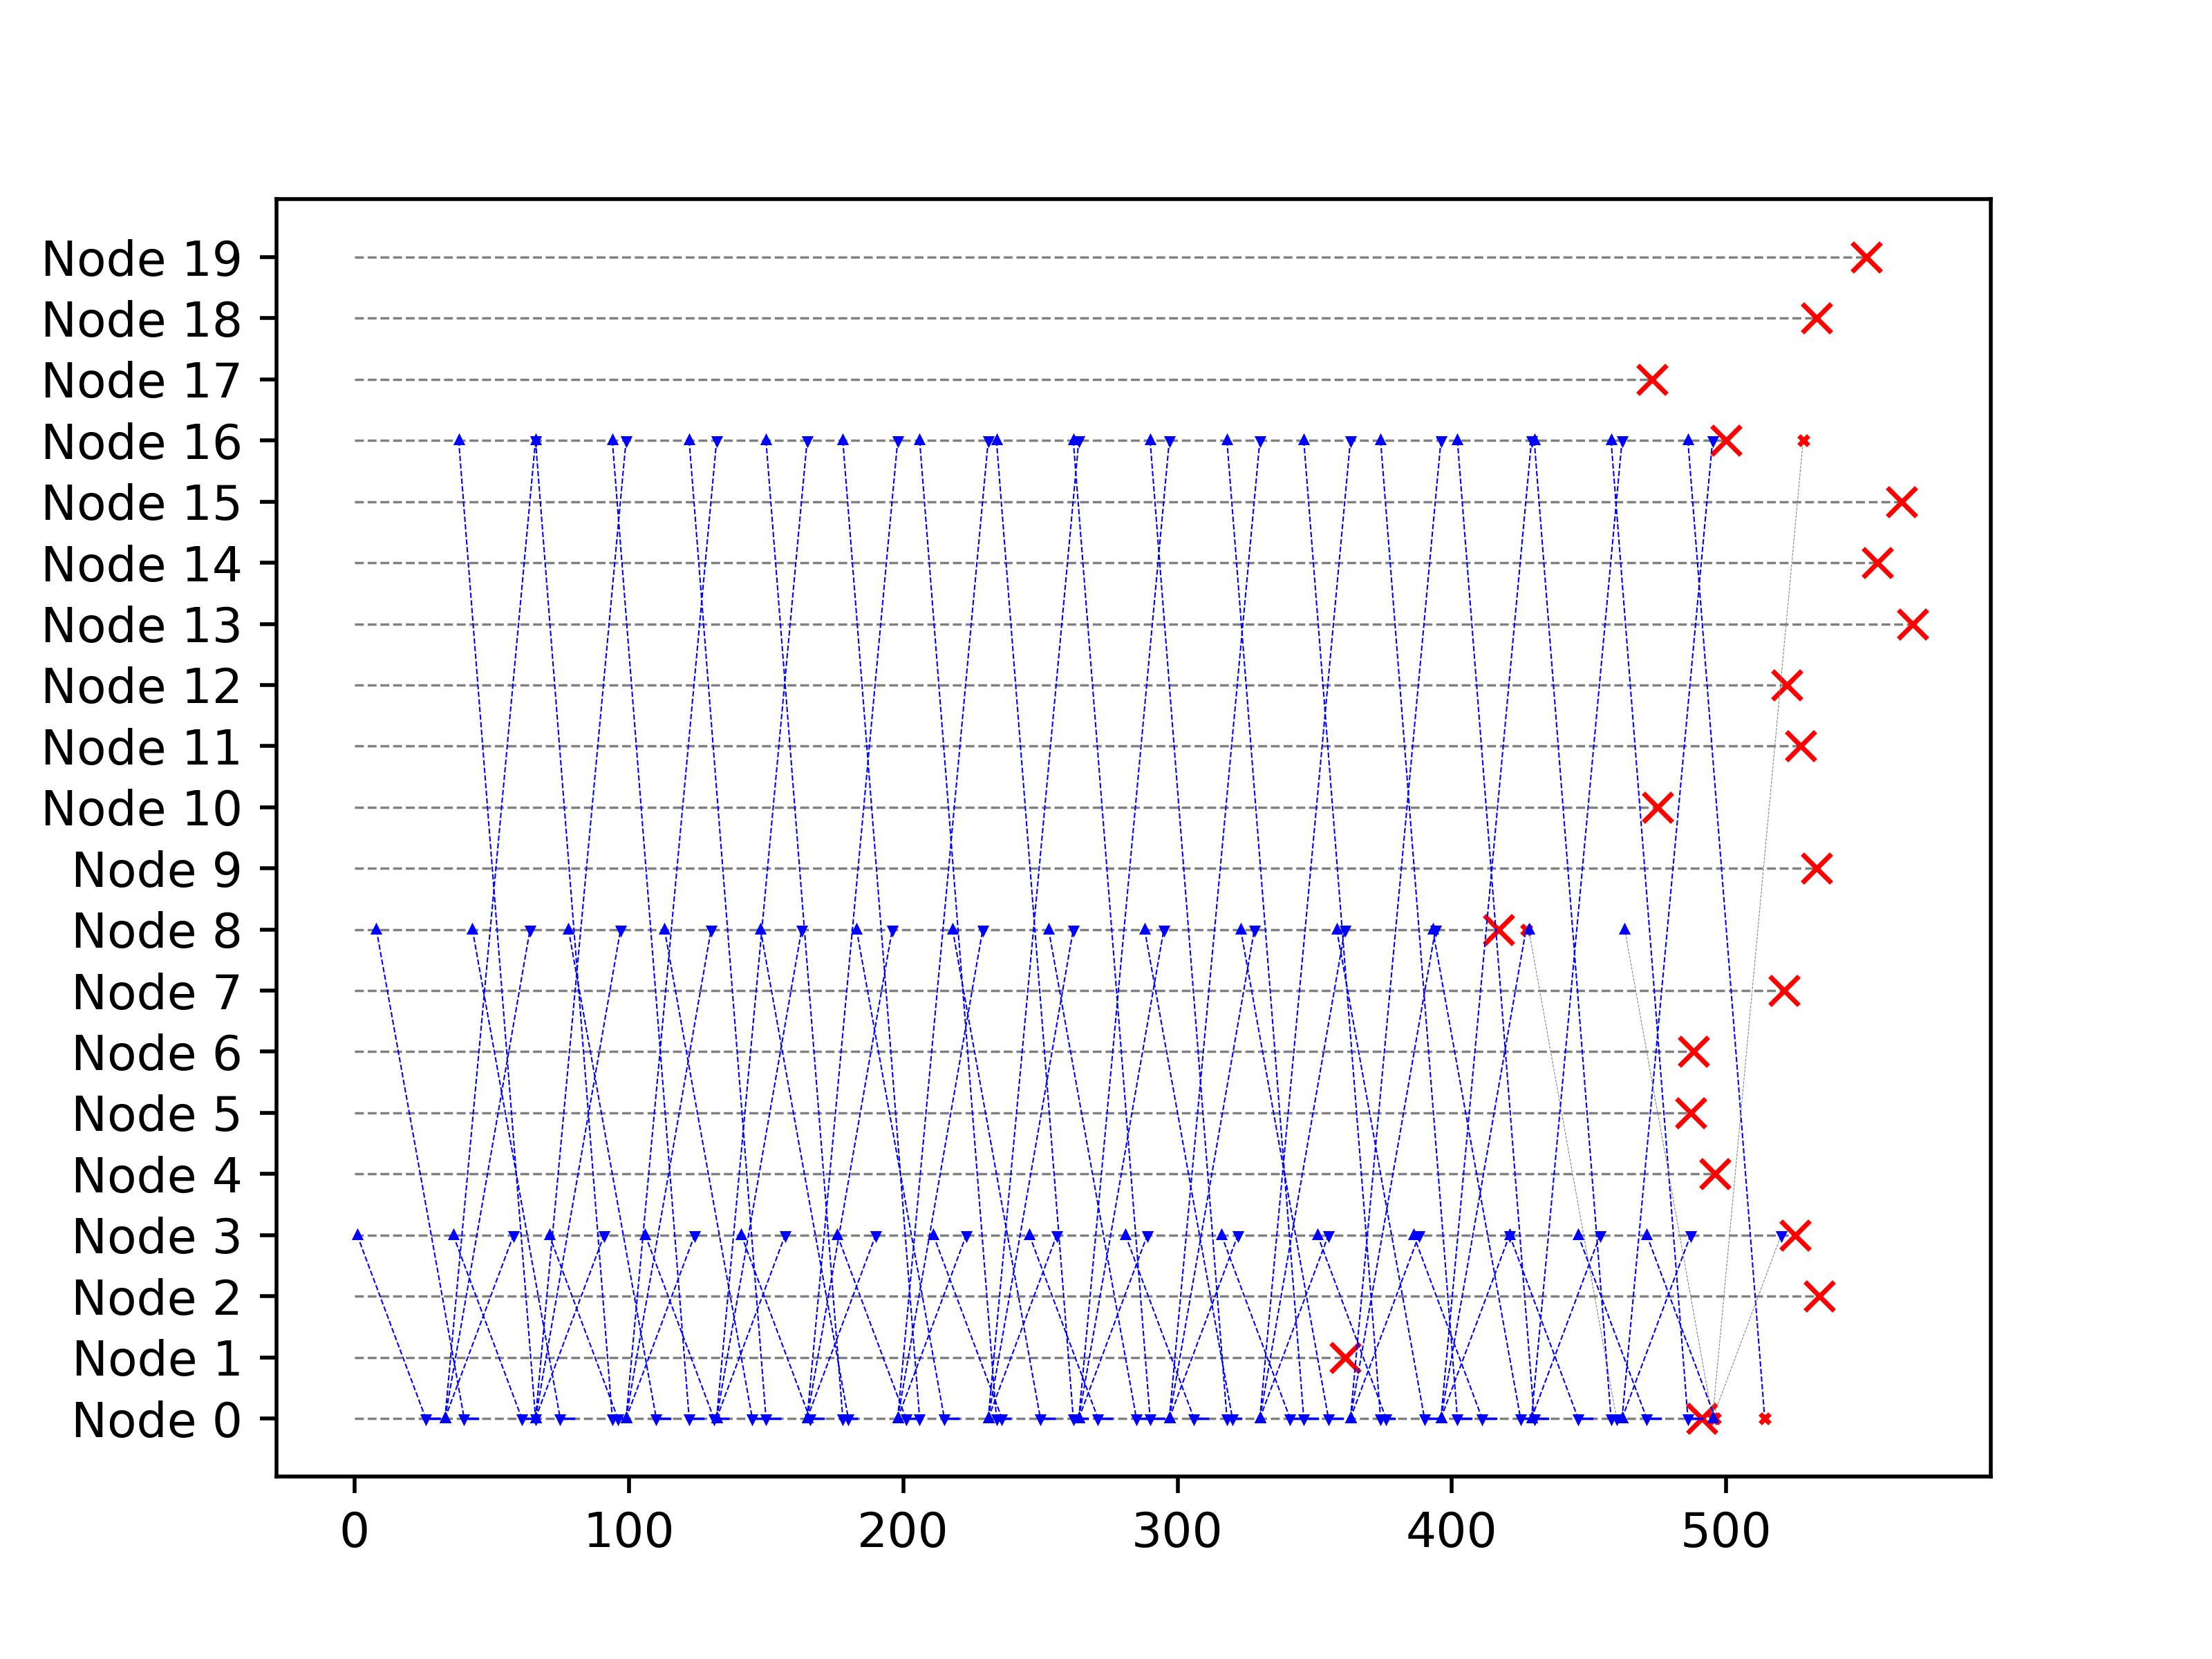 Node 19
Node 18
Node 17
Node 16
Node 15
Node 14
Node 13
Node 12
Node 11
Node 10
Node 9
Node 8
Node 7
Node 6
Node 5
Node 4
Node 3
Node 2
Node 1
Node 0
0 100 200 300 400 500